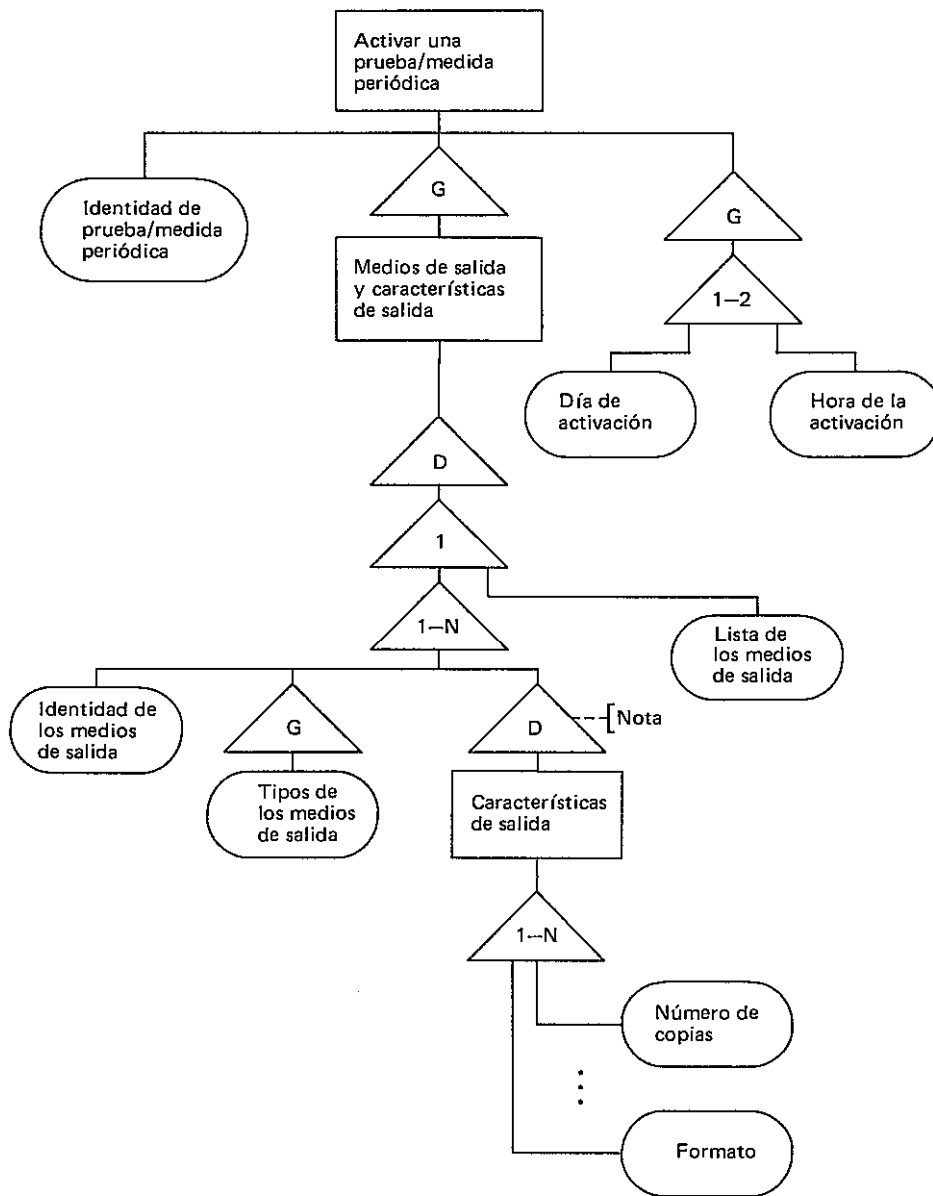 Activar una
prueba/medida
periódica
Identidad de
prueba/medida
periódica
G
G
Medios de salida
y características
de salida
1–2
Día de
activación
Hora de la
activación
D
1
1–N
Lista de
los medios
de salida
Identidad de
los medios
de salida
G
D
Nota
Tipos de
los medios
de salida
Características
de salida
1–N
Número de
copias
Formato